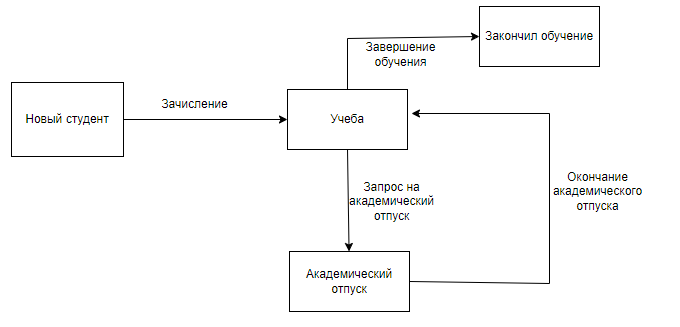 Завершение
обучения
Закончил обучение
Новый студент
Зачисление
Учеба
Запрос на
академический
отпуск
Окончание
академического
отпуска
Академический
отпуск